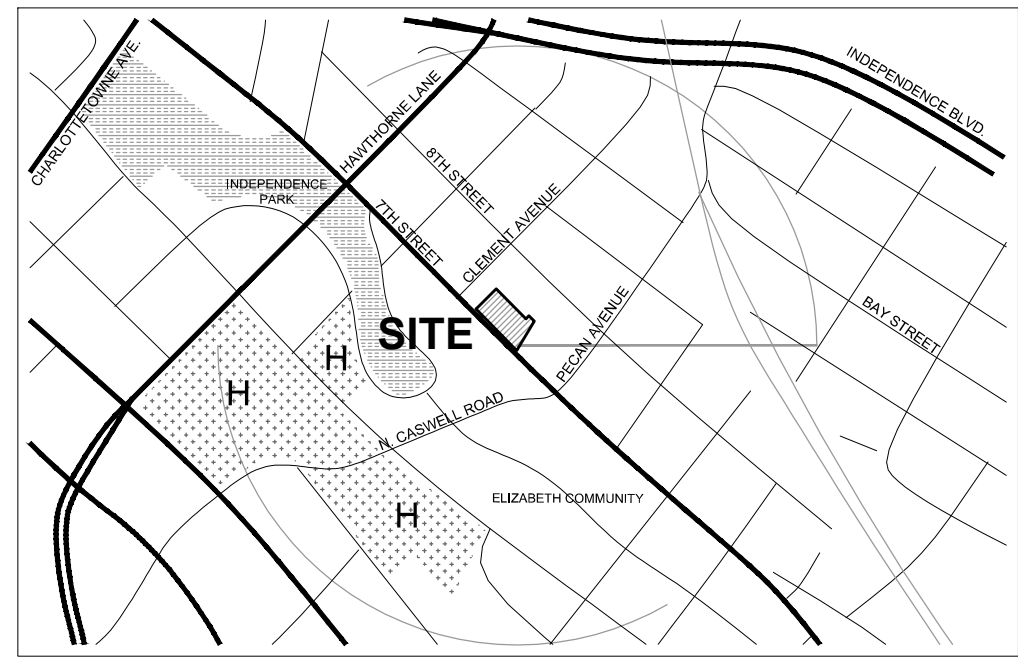 INDEPENDENCE BLVD.
CHARLOTTETOWNE AVE.
HAWTHORNE LANE
8TH STREET
INDEPENDENCE
PARK
7TH STREET
CLEMENT AVENUE
SITE
PECAN AVENUE
BAY STREET
H
H
N. CASWELL ROAD
ELIZABETH COMMUNITY
H